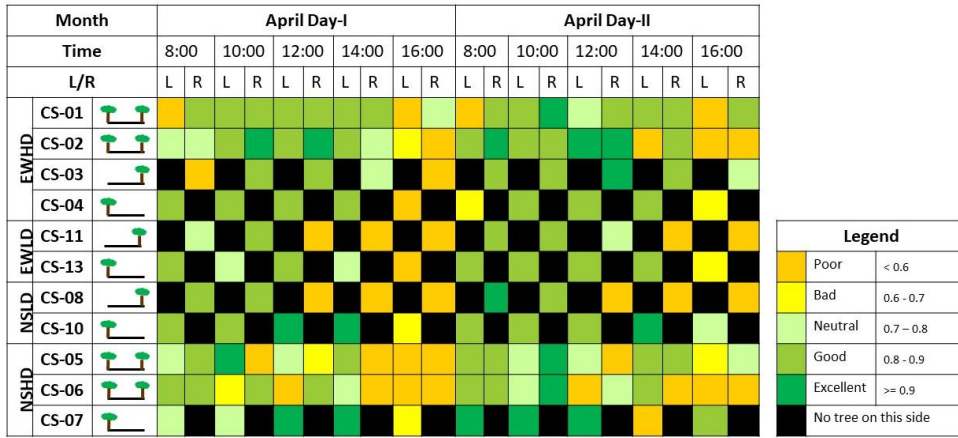 Month April Day-I April Day-II
Time 8:00 10:00 12:00 14:00 16:00 8:00 10:00 12:00 14:00 16:00
L/R L R L R L R L R L R L R L R L R L R L R
EWHD
CS-01
CS-02
CS-03
CS-04
EWLD
CS-11
CS-13
NSLD
CS-08
CS-10
NSHD
CS-05
CS-06
CS-07
Legend
Poor < 0.6
Bad 0.6 - 0.7
Neutral 0.7 – 0.8
Good 0.8 - 0.9
Excellent >= 0.9
No tree on this side